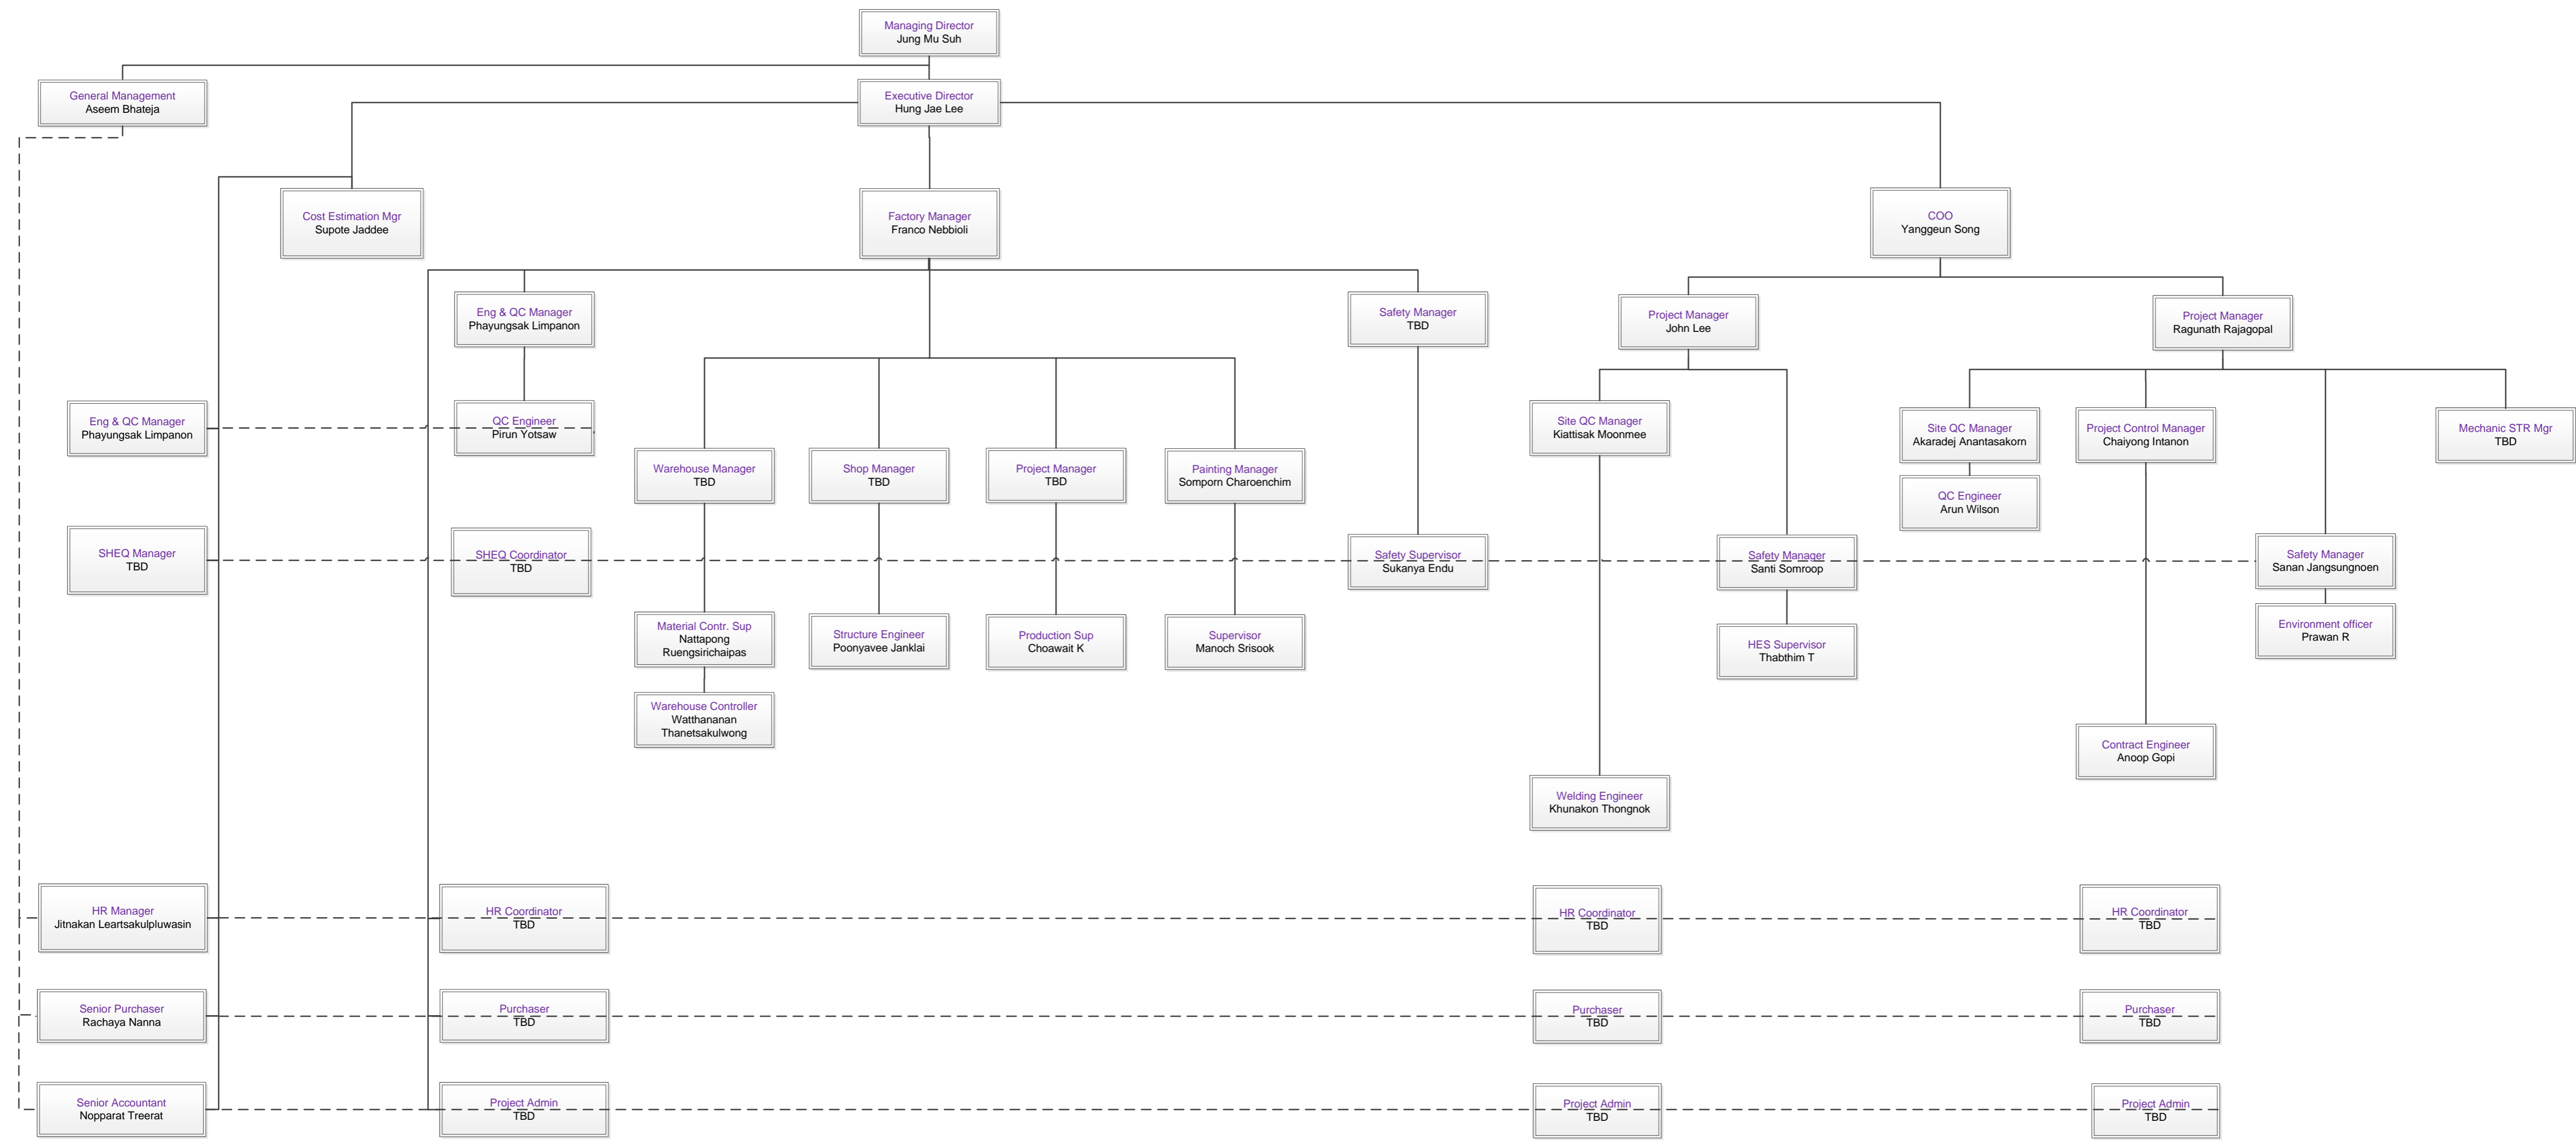 Managing Director
Jung Mu Suh
General Management
Aseem Bhateja
Executive Director
Hung Jae Lee
Cost Estimation Mgr
Supote Jaddee
Factory Manager
Franco Nebbioli
COO
Yanggeun Song
Eng & QC Manager
Phayungsak Limpanon
Safety Manager
TBD
Project Manager
John Lee
Project Manager
Ragunath Rajagopal
Eng & QC Manager
Phayungsak Limpanon
QC Engineer
Pirun Yotsaw
Site QC Manager
Kiattisak Moonmee
Site QC Manager
Akaradej Anantasakorn
Project Control Manager
Chaiyong Intanon
Mechanic STR Mgr
TBD
Warehouse Manager
TBD
Shop Manager
TBD
Project Manager
TBD
Painting Manager
Somporn Charoenchim
QC Engineer
Arun Wilson
SHEQ Manager
TBD
SHEQ Coordinator
TBD
Safety Supervisor
Sukanya Endu
Safety Manager
Santi Somroop
Safety Manager
Sanan Jangsungnoen
Material Contr. Sup
Nattapong
Ruengsirichaipas
Structure Engineer
Poonyavee Janklai
Production Sup
Choawait K
Supervisor
Manoch Srisook
HES Supervisor
Thabthim T
Environment officer
Prawan R
Warehouse Controller
Watthananan
Thanetsakulwong
Contract Engineer
Anoop Gopi
Welding Engineer
Khunakon Thongnok
HR Manager
Jitnakan Leartsakulpluwasin
HR Coordinator
TBD
HR Coordinator
TBD
HR Coordinator
TBD
Senior Purchaser
Rachaya Nanna
Purchaser
TBD
Purchaser
TBD
Purchaser
TBD
Senior Accountant
Nopparat Treerat
Project Admin
TBD
Project Admin
TBD
Project Admin
TBD